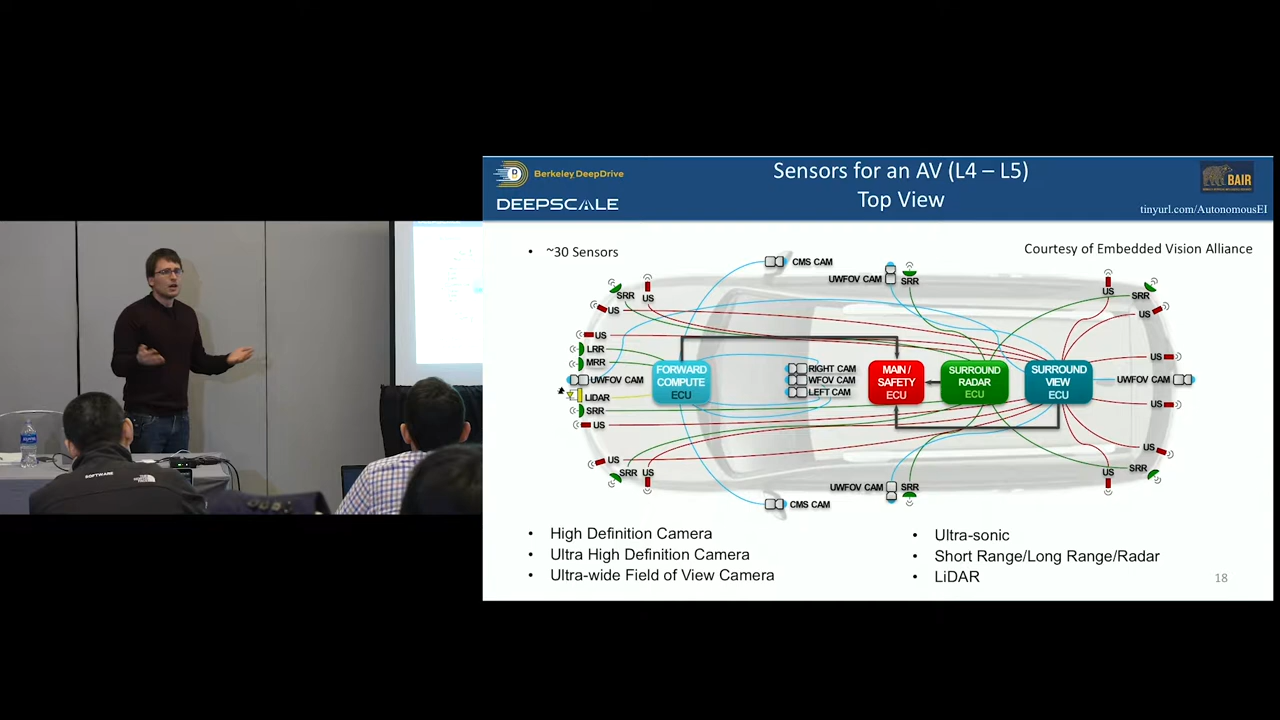 Berkeley DeepDrive
DEEPSCALE
Sensors for an AV (L4 – L5)
Top View
BAIR
tinyurl.com/AutonomousEI
• ~30 Sensors
Courtesy of Embedded Vision Alliance
CMS CAM
UWFOV CAM
SRR
SRR
US
US
US
SRR
US
US
LRR
MRR
UWFOV CAM
LiDAR
SRR
US
FORWARD
COMPUTE
ECU
RIGHT CAM
WFOV CAM
LEFT CAM
MAIN /
SAFETY
ECU
SURROUND
RADAR
ECU
SURROUND
VIEW
ECU
US
UWFOV CAM
US
US
SRR
US
UWFOV CAM
SRR
US
US
SRR
CMS CAM
• High Definition Camera
• Ultra High Definition Camera
• Ultra-wide Field of View Camera
• Ultra-sonic
• Short Range/Long Range/Radar
• LiDAR
18
SOFTWARE